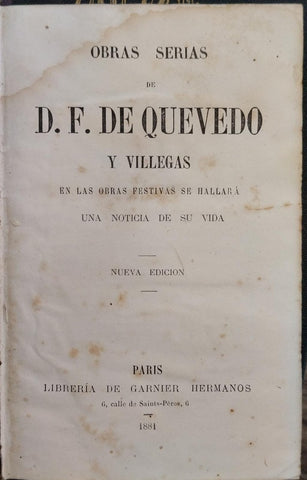 OBRAS SERIAS
DE
D. F. DE QUEVEDO
Y VILLEGAS
EN LAS OBRAS FESTIVAS SE HALLARÁ
UNA NOTICIA DE SU VIDA
NUEVA EDICION
PARIS
LIBRERÍA DE GARNIER HERMANOS
6, calle de Saints-Pères, 6
1881